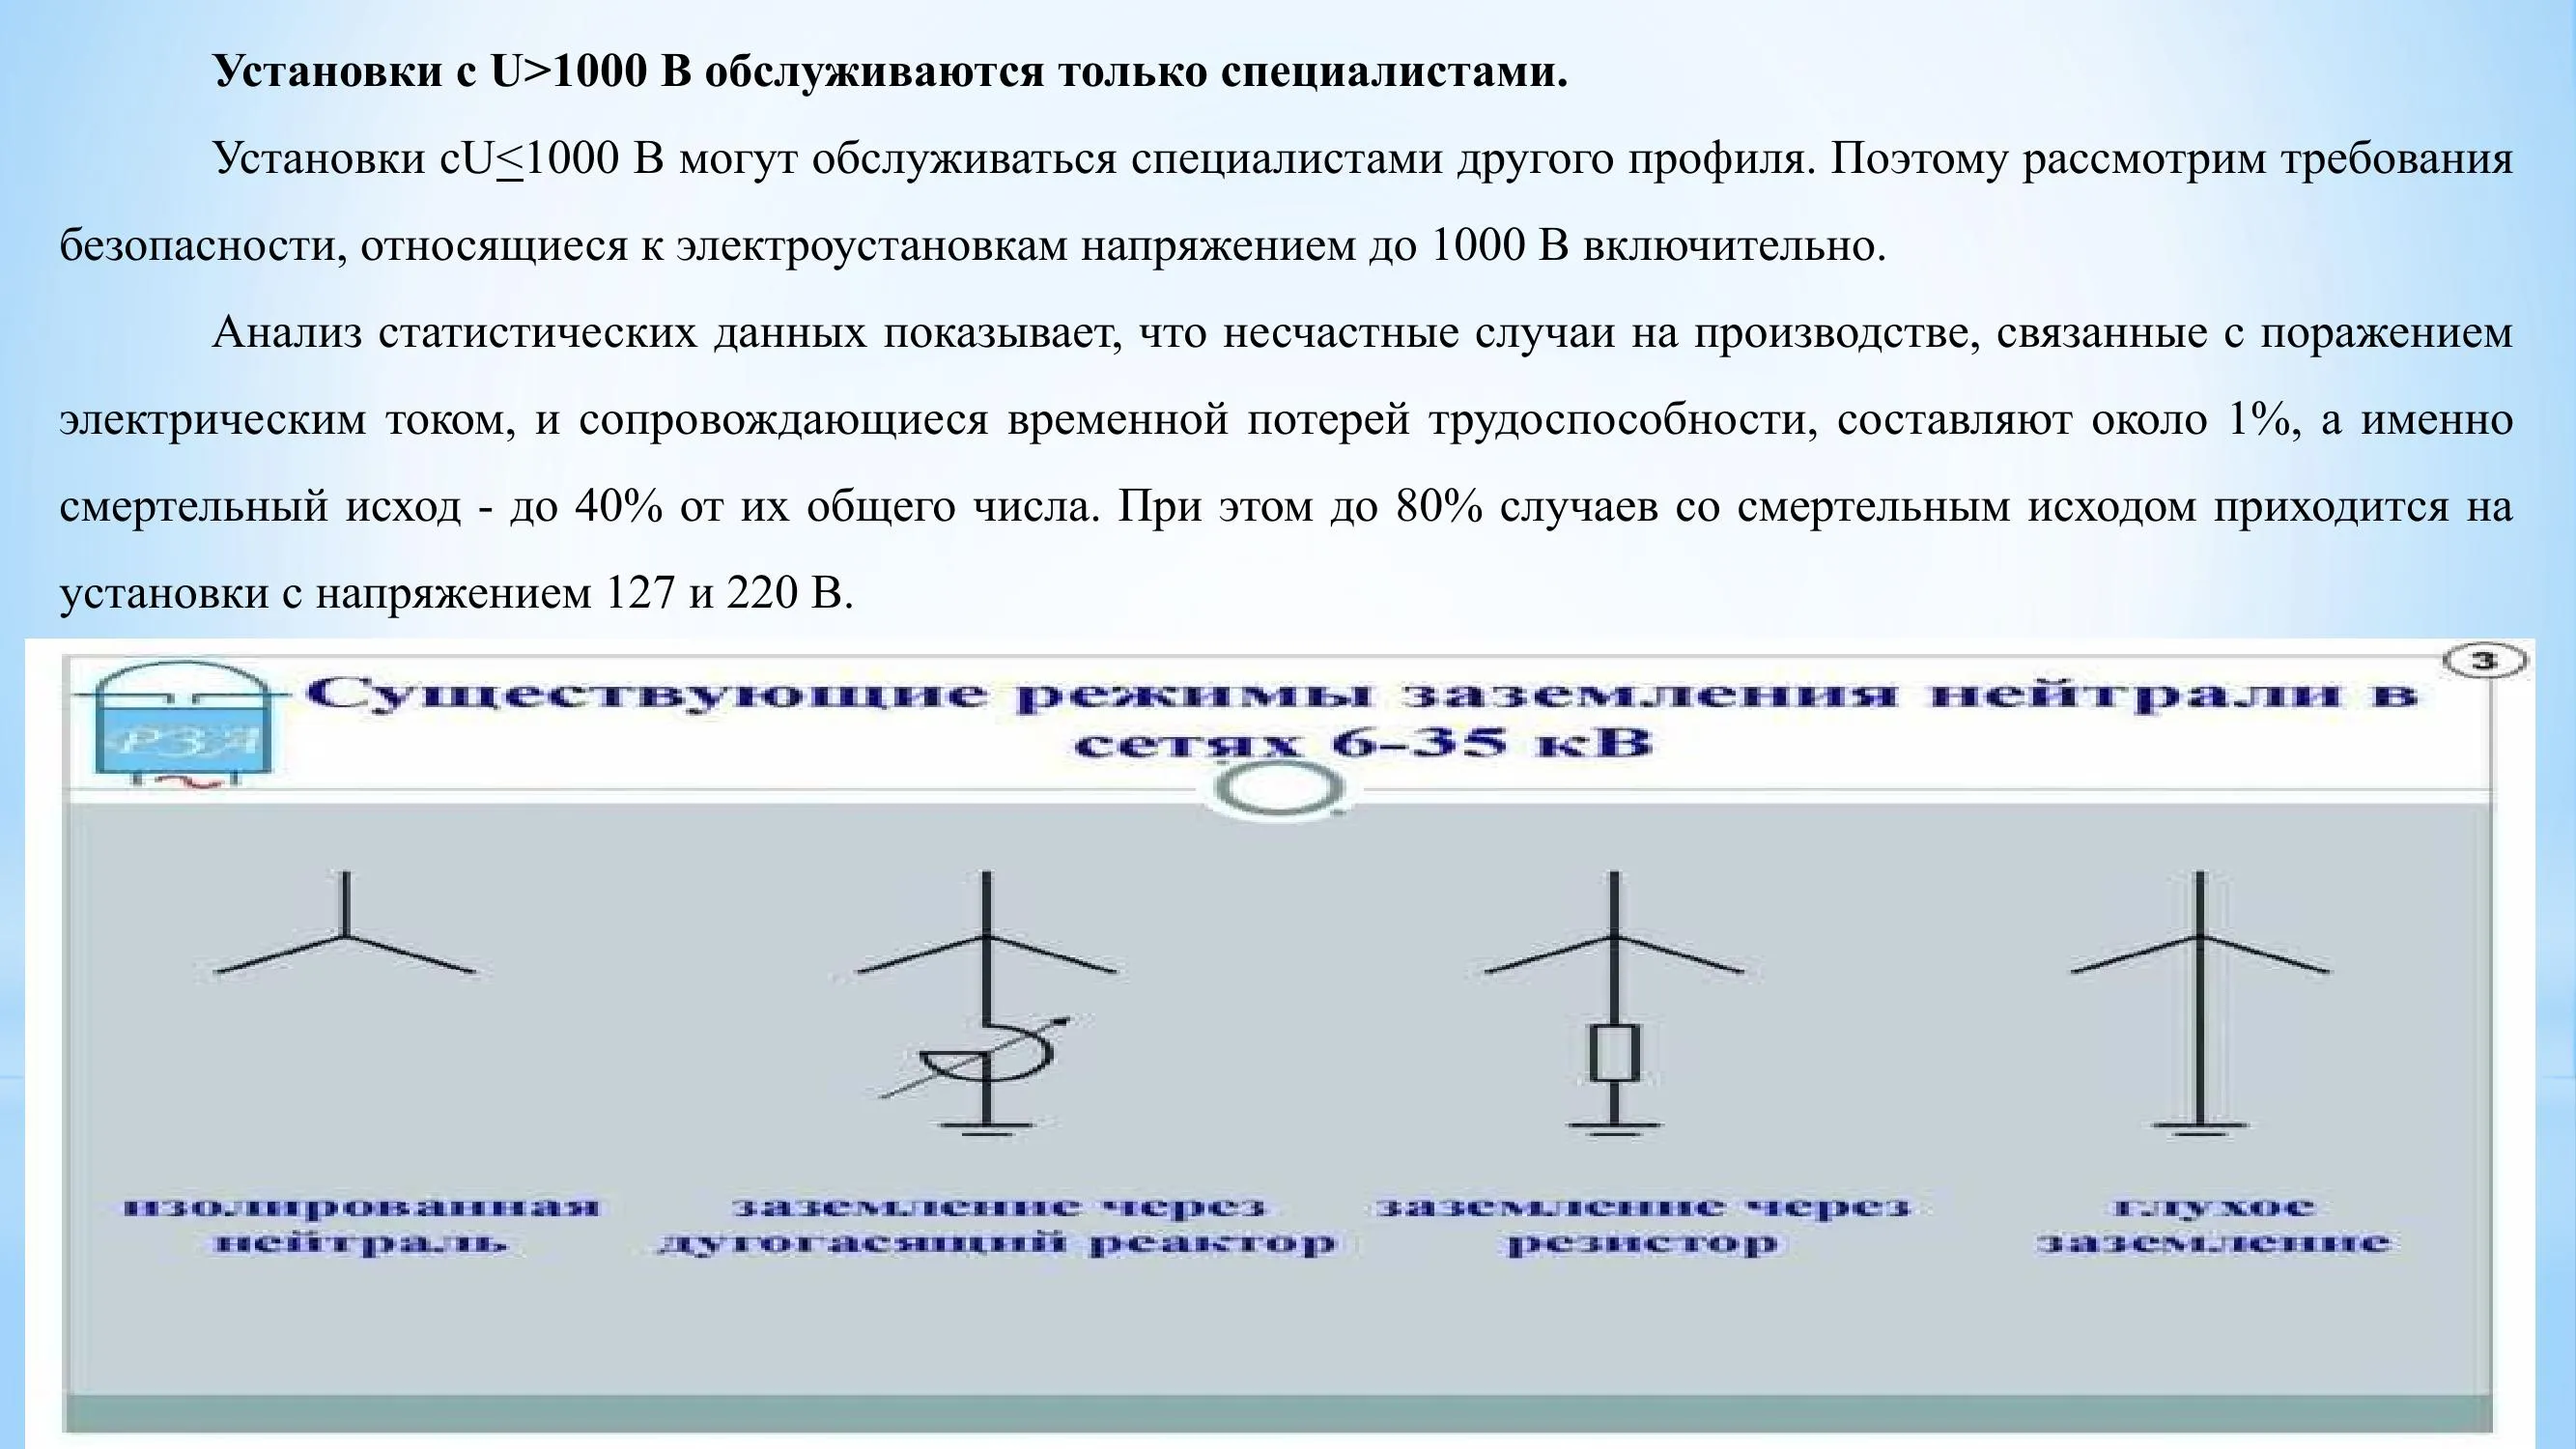 Установки с U>1000 В обслуживаются только специалистами.
Установки сU<1000 В могут обслуживаться специалистами другого профиля. Поэтому рассмотрим требования
безопасности, относящиеся к электроустановкам напряжением до 1000 В включительно.
Анализ статистических данных показывает, что несчастные случаи на производстве, связанные с поражением
электрическим током, и сопровождающиеся временной потерей трудоспособности, составляют около 1%, а именно
смертельный исход - до 40% от их общего числа. При этом до 80% случаев со смертельным исходом приходится на
установки с напряжением 127 и 220 В.
3
РЗА
Существующие режимы заземления нейтрали в
сетях 6-35 кВ
изолированная
нейтраль
заземление через
дугогасящий реактор
заземление через
резистор
глухое
заземление